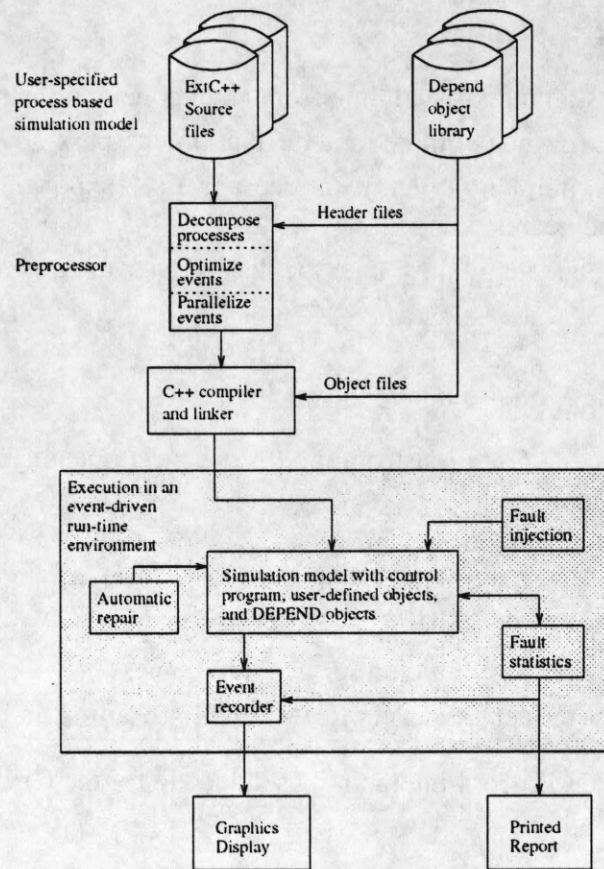 User-specified
process based
simulation model
ExtC++
Source
files
Depend
object
library
Header files
Preprocessor
Decompose
processes
Optimize
events
Parallelize
events
Object files
C++ compiler
and linker
Execution in an
event-driven
run-time
environment
Fault
injection
Automatic
repair
Simulation model with control
program, user-defined objects,
and DEPEND objects
Fault
statistics
Event
recorder
Graphics
Display
Printed
Report